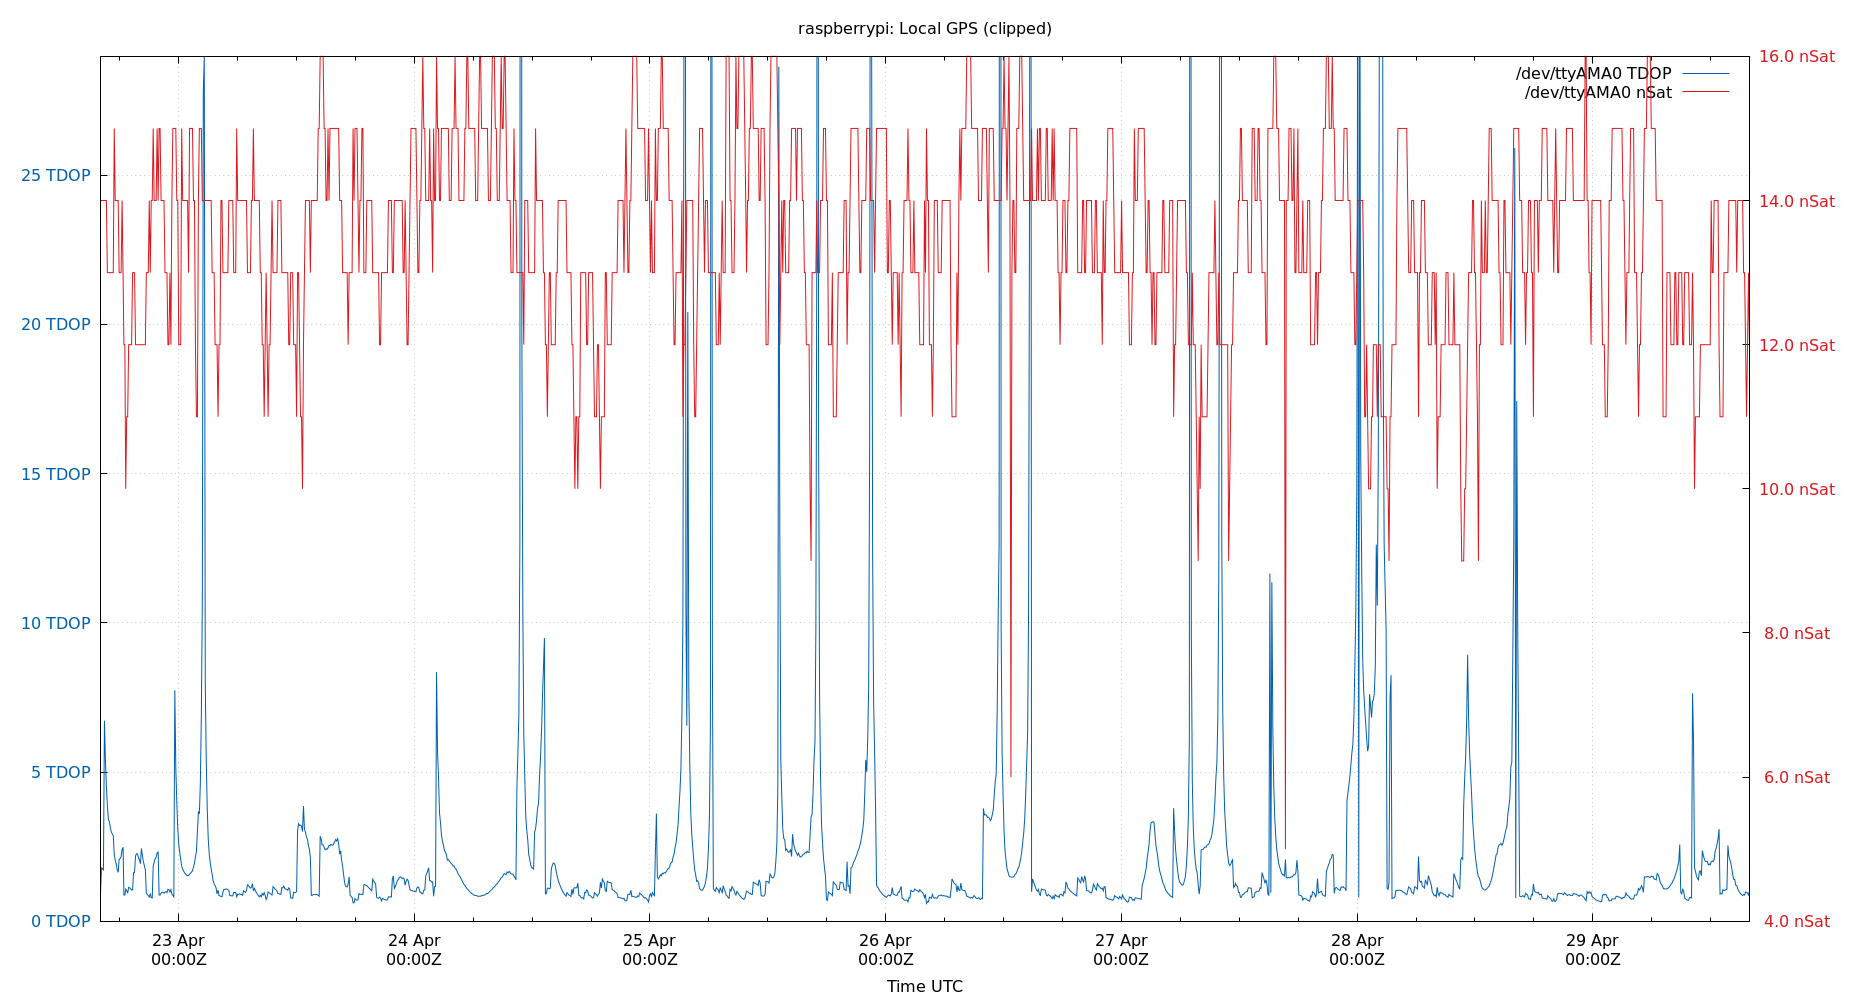 raspberrypi: Local GPS (clipped)
/dev/ttyAMA0 TDOP
/dev/ttyAMA0 nSat
25 TDOP
20 TDOP
15 TDOP
10 TDOP
5 TDOP
0 TDOP
16.0 nSat
14.0 nSat
12.0 nSat
10.0 nSat
8.0 nSat
6.0 nSat
4.0 nSat
23 Apr
00:00Z
24 Apr
00:00Z
25 Apr
00:00Z
26 Apr
00:00Z
27 Apr
00:00Z
28 Apr
00:00Z
29 Apr
00:00Z
Time UTC